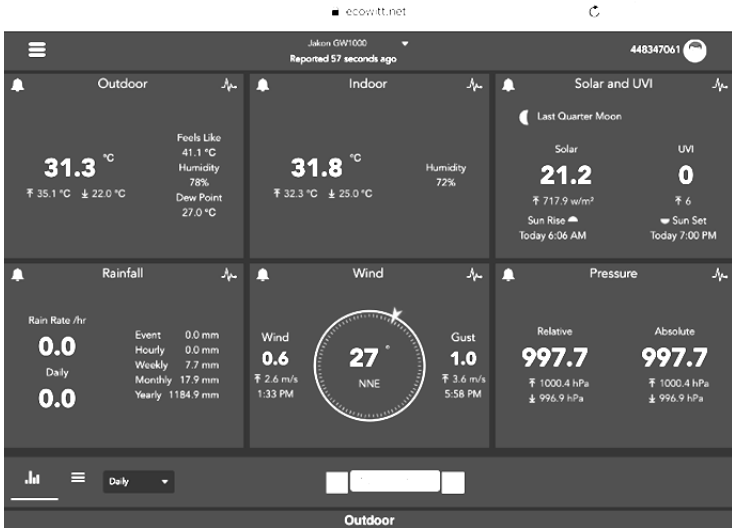 ecowitt.net
Jakon GW1000
Reported 57 seconds ago
448347061
Outdoor
31.3 °C
35.1 °C 22.0 °C
Feels Like
41.1 °C
Humidity
78%
Dew Point
27.0 °C
Indoor
31.8 °C
32.3 °C 25.0 °C
Humidity
72%
Solar and UVI
Last Quarter Moon
Solar UVI
21.2 0
717.9 w/m² 6
Sun Rise Sun Set
Today 6:06 AM Today 7:00 PM
Rainfall
Rain Rate /hr
0.0
Daily
0.0
Event 0.0 mm
Hourly 0.0 mm
Weekly 7.7 mm
Monthly 17.9 mm
Yearly 1184.9 mm
Wind
Wind
0.6
2.6 m/s
1:33 PM
27 °
NNE
Gust
1.0
3.6 m/s
5:58 PM
Pressure
Relative Absolute
997.7 997.7
1000.4 hPa 1000.4 hPa
996.9 hPa 996.9 hPa
Daily
Outdoor